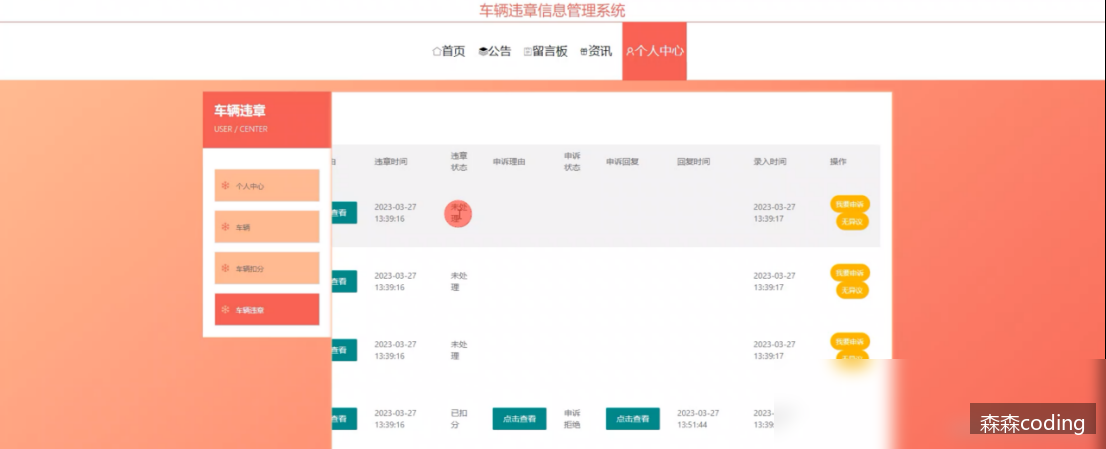 车辆违章信息管理系统
首页 公告 留言板 资讯 个人中心
车辆违章
USER / CENTER
个人中心
车辆
车辆扣分
车辆违章
违章时间 违章状态 申诉理由 申诉状态 申诉回复 回复时间 录入时间 操作
查看 2023-03-27 13:39:16 未处理 2023-03-27 13:39:17 我要申诉 无异议
查看 2023-03-27 13:39:16 未处理 2023-03-27 13:39:17 我要申诉 无异议
查看 2023-03-27 13:39:16 未处理 2023-03-27 13:39:17 我要申诉
查看 2023-03-27 13:39:16 已扣分 点击查看 申诉拒绝 点击查看 2023-03-27 13:51:44 2023- 13:39
森森coding